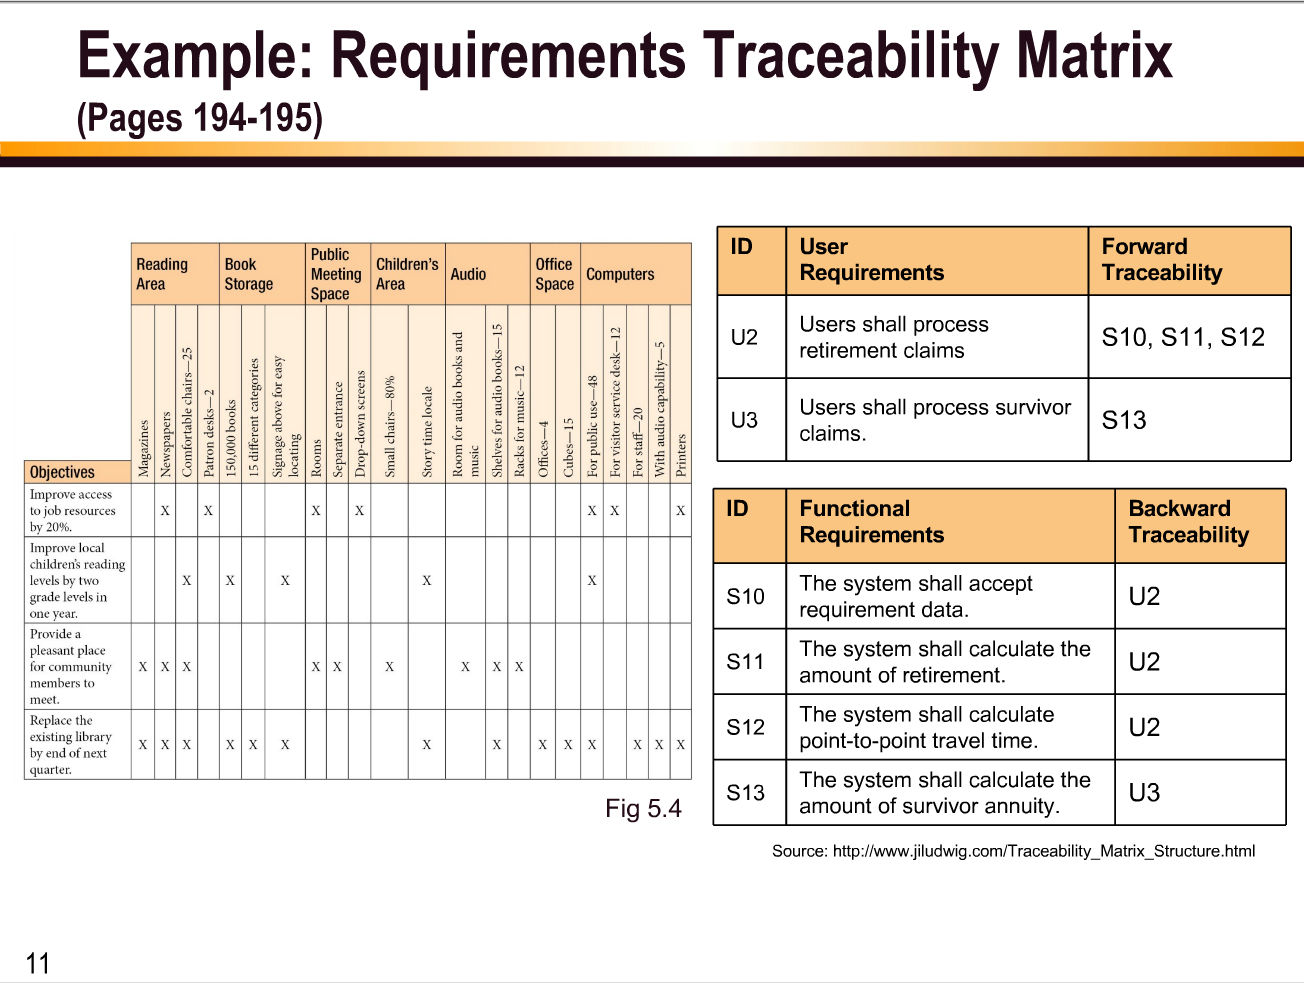 Example: Requirements Traceability Matrix
(Pages 194-195)
Reading
Area
Book
Storage
Public
Meeting
Space
Children's
Area
Audio
Office
Space
Computers
Objectives
Magazines
Newspapers
Comfortable chairs—25
Patron desks—2
150,000 books
15 different categories
Signage above for easy
locating
Rooms
Separate entrance
Drop-down screens
Small chairs—80%
Story time locale
Room for audio books and
music
Shelves for audio books—15
Racks for music—12
Offices—4
Cubes—15
For public use—48
For visitor service desk—12
For staff—20
With audio capability—5
Printers
Improve access
to job resources
by 20%.
X X X X X X X
Improve local
children's reading
levels by two
grade levels in
one year.
X X X X X
Provide a
pleasant place
for community
members to
meet.
X X X X X X X X X
Replace the
existing library
by end of next
quarter.
X X X X X X X X X X X X X X
Fig 5.4
ID
User
Requirements
Forward
Traceability
U2
Users shall process
retirement claims
S10, S11, S12
U3
Users shall process survivor
claims.
S13
ID
Functional
Requirements
Backward
Traceability
S10
The system shall accept
requirement data.
U2
S11
The system shall calculate the
amount of retirement.
U2
S12
The system shall calculate
point-to-point travel time.
U2
S13
The system shall calculate the
amount of survivor annuity.
U3
Source: http://www.jiludwig.com/Traceability_Matrix_Structure.html
11